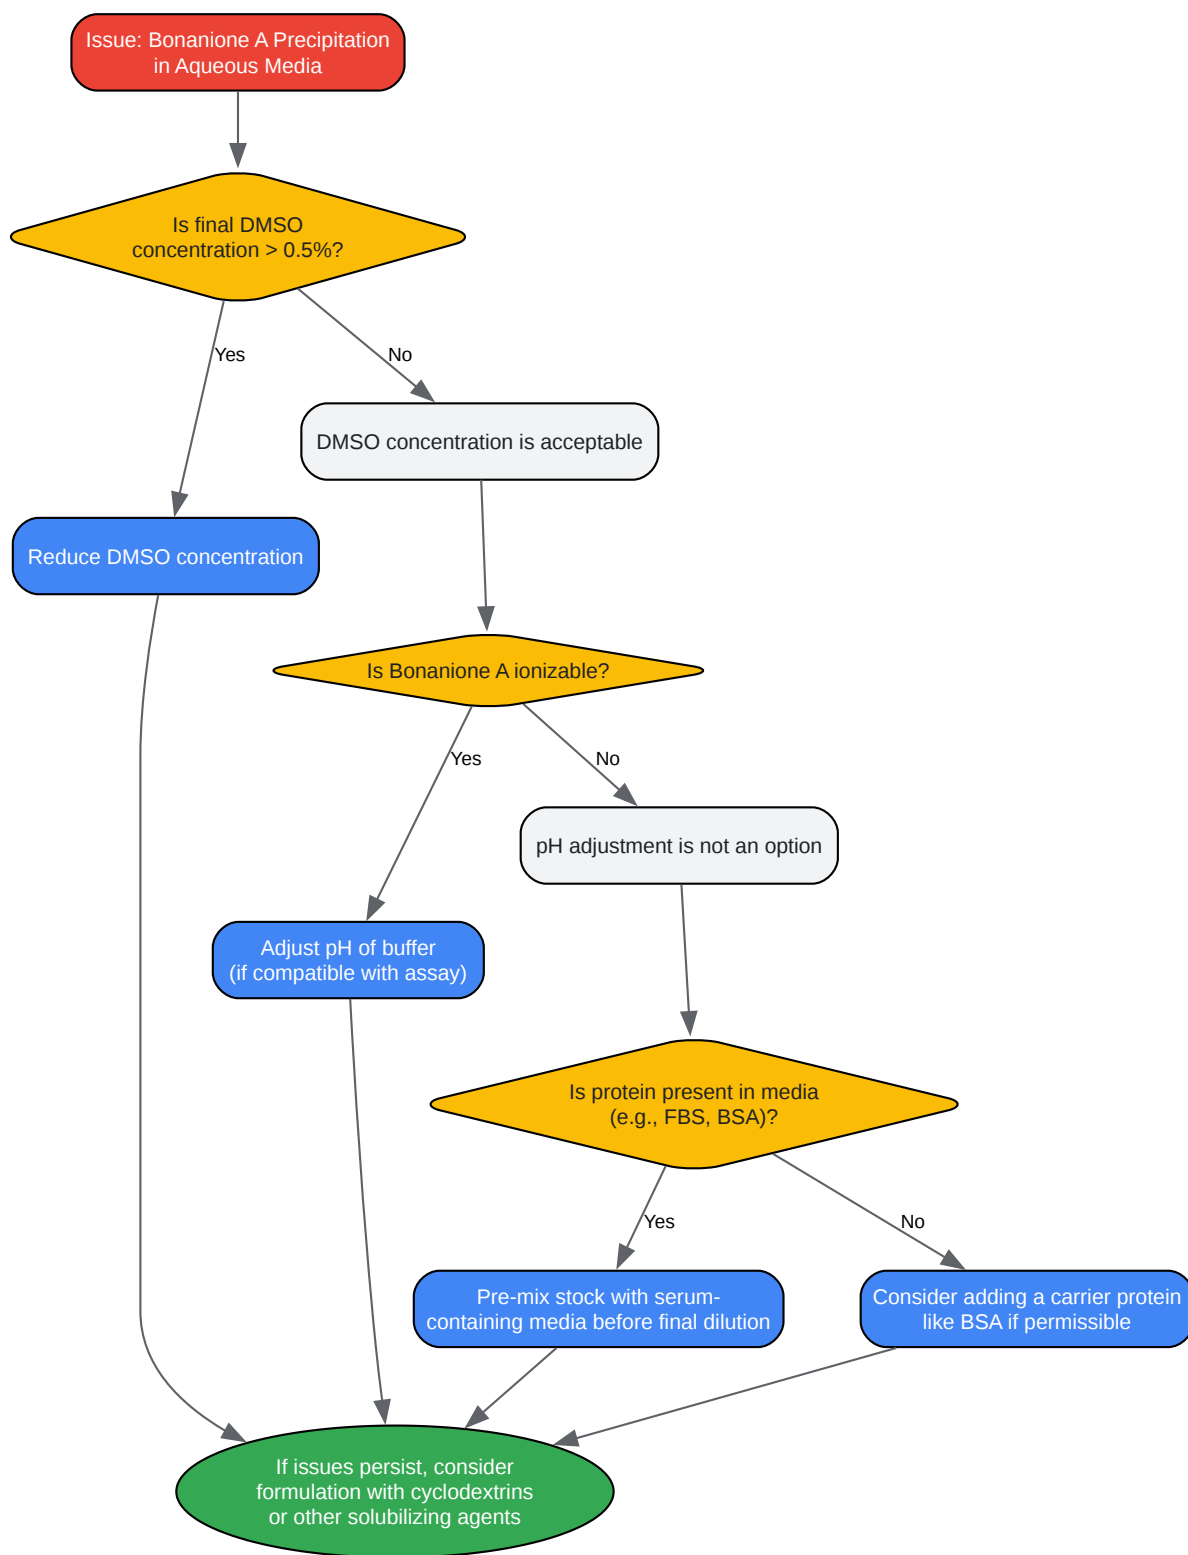 Issue: Bonanione A Precipitation
in Aqueous Media
Is final DMSO
concentration > 0.5%?
Yes
No
DMSO concentration is acceptable
Reduce DMSO concentration
Is Bonanione A ionizable?
Yes
No
pH adjustment is not an option
Adjust pH of buffer
(if compatible with assay)
Is protein present in media
(e.g., FBS, BSA)?
Yes
No
Pre-mix stock with serum-
containing media before final dilution
Consider adding a carrier protein
like BSA if permissible
If issues persist, consider
formulation with cyclodextrins
or other solubilizing agents